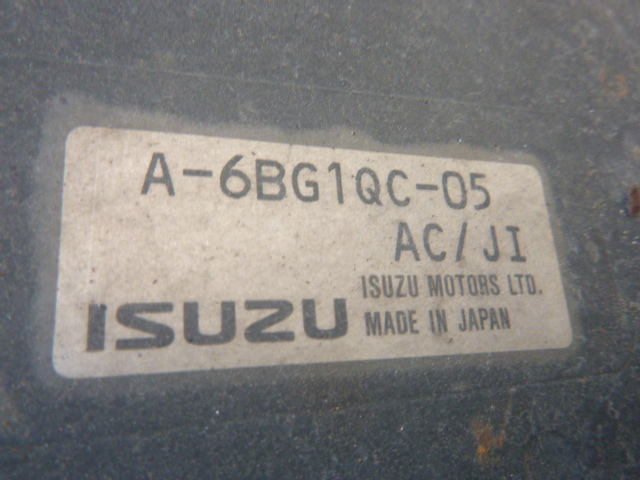 A-6BG1QC-05
AC/JI
ISUZU MOTORS LTD.
ISUZU MADE IN JAPAN